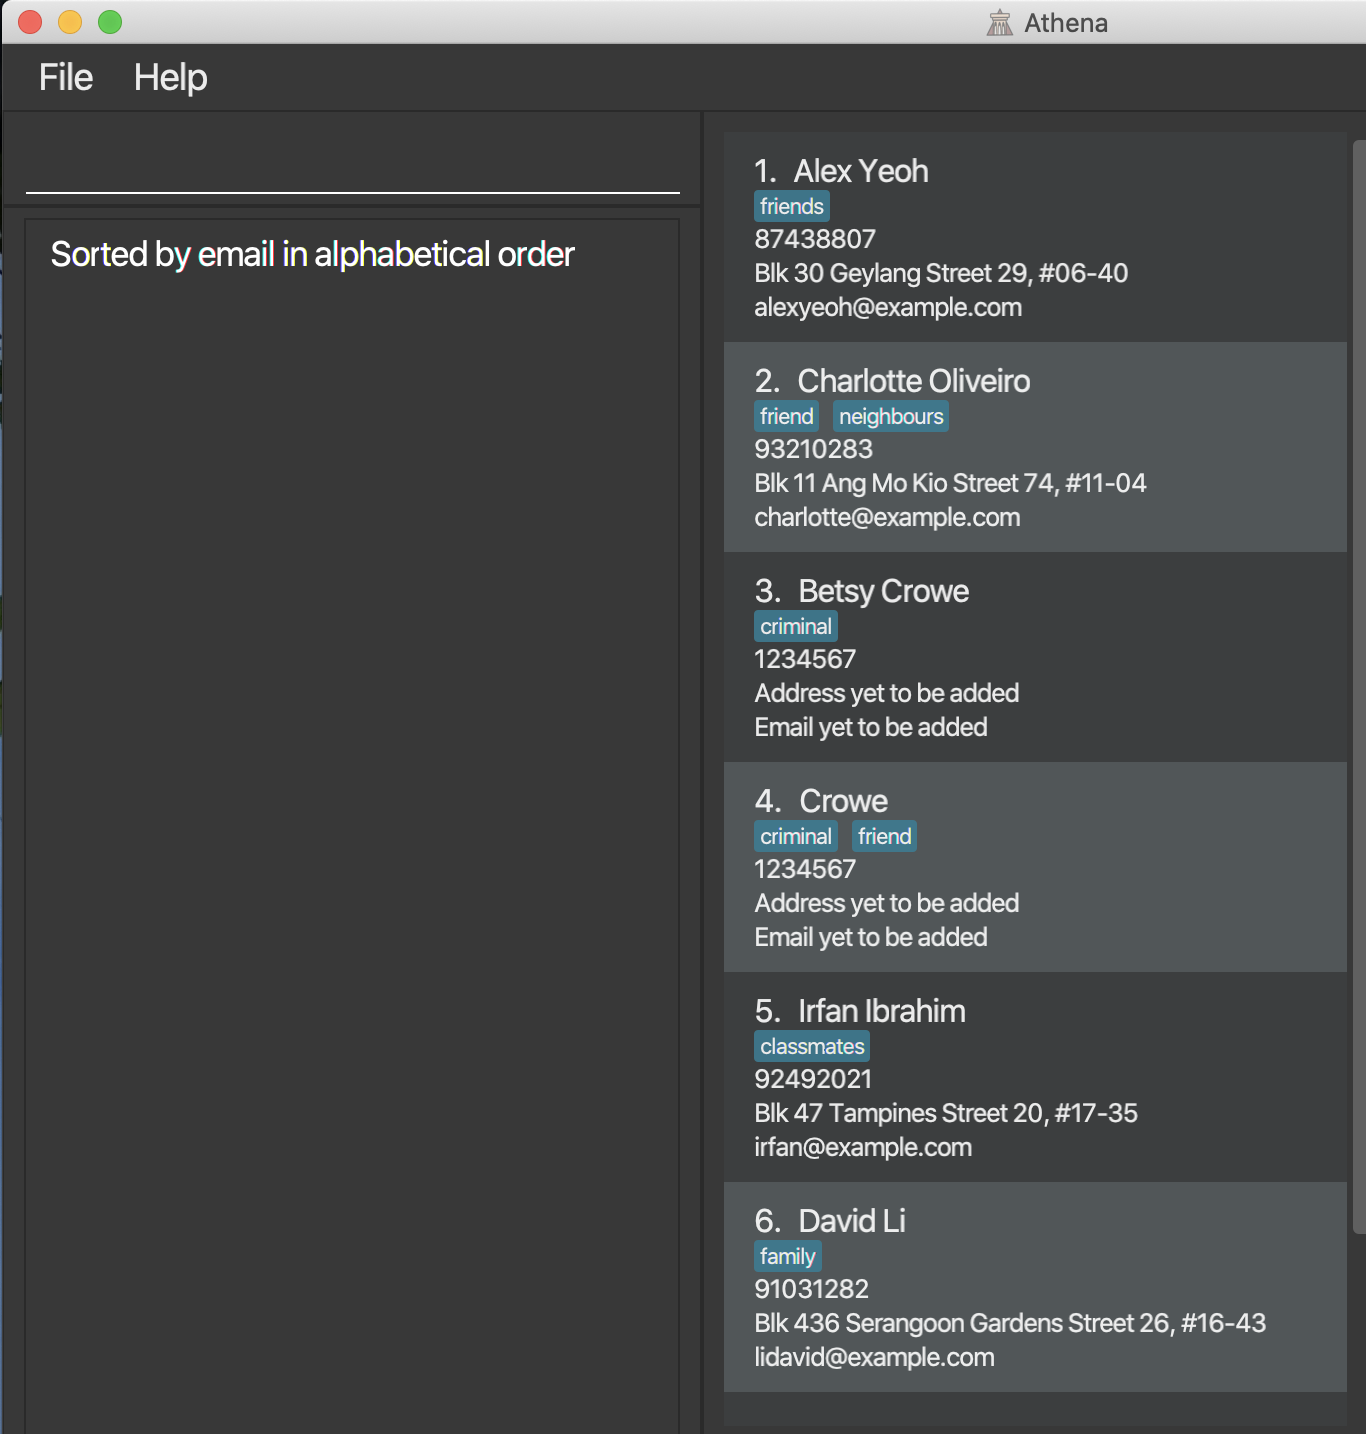 Athena
File Help
Sorted by email in alphabetical order
1. Alex Yeoh
friends
87438807
Blk 30 Geylang Street 29, #06-40
alexyeoh@example.com
2. Charlotte Oliveiro
friend neighbours
93210283
Blk 11 Ang Mo Kio Street 74, #11-04
charlotte@example.com
3. Betsy Crowe
criminal
1234567
Address yet to be added
Email yet to be added
4. Crowe
criminal friend
1234567
Address yet to be added
Email yet to be added
5. Irfan Ibrahim
classmates
92492021
Blk 47 Tampines Street 20, #17-35
irfan@example.com
6. David Li
family
91031282
Blk 436 Serangoon Gardens Street 26, #16-43
lidavid@example.com